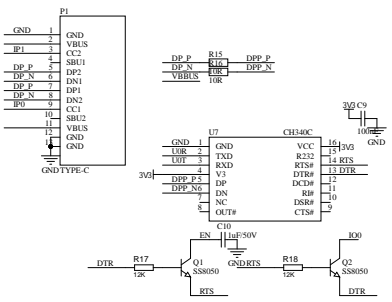 P1
GND 1 GND
2 VBUS
IP1 3 CC2
4 SBU1
DP_P 5 DP2
DP_N 6 DN1
DP_P 7 DP1
DP_N 8 DN2
IP0 9 CC1
10 SBU2
VBUS 11 VBUS
12 GND
GND
GND TYPE-C
DP_P R15 DPP_P
DP_N R16 DPP_N
VBBUS 10R
10R
3V3 C9
100n
GND
U7 CH340C
GND 1 GND VCC 16 3V3
U0R 2 TXD R232 15
U0T 3 RXD RTS# 14 RTS
3V3 4 V3 DTR# 13 DTR
DPP_P 5 DP DCD# 12
DPP_N 6 DN RI# 11
7 NC DSR# 10
8 OUT# CTS# 9
C10
EN 1uF/50V IO0
DTR R17 Q1 GND RTS R18 Q2
12K SS8050 12K SS8050
RTS DTR